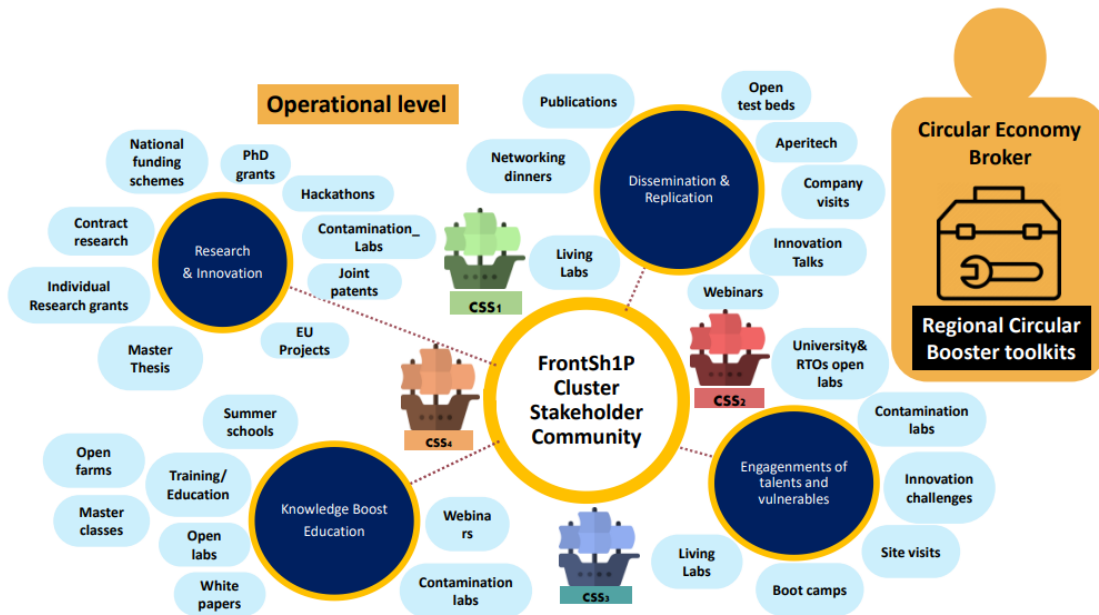 Operational level
National
funding
schemes
PhD
grants
Hackathons
Contract
research
Contamination_
Labs
Research
& Innovation
Individual
Research grants
Joint
patents
Master
Thesis
EU
Projects
Publications
Open
test beds
Networking
dinners
Aperitech
Dissemination &
Replication
Company
visits
Living
Labs
Innovation
Talks
Webinars
Circular Economy
Broker
Regional Circular
Booster toolkits
CSS1
CSS2
CSS4
CSS3
FrontSh1P
Cluster
Stakeholder
Community
Summer
schools
Open
farms
Training/
Education
Master
classes
Knowledge Boost
Education
Webina
rs
Open
labs
White
papers
Contamination
labs
University&
RTOs open
labs
Contamination
labs
Engagenments of
talents and
vulnerables
Innovation
challenges
Living
Labs
Site visits
Boot camps